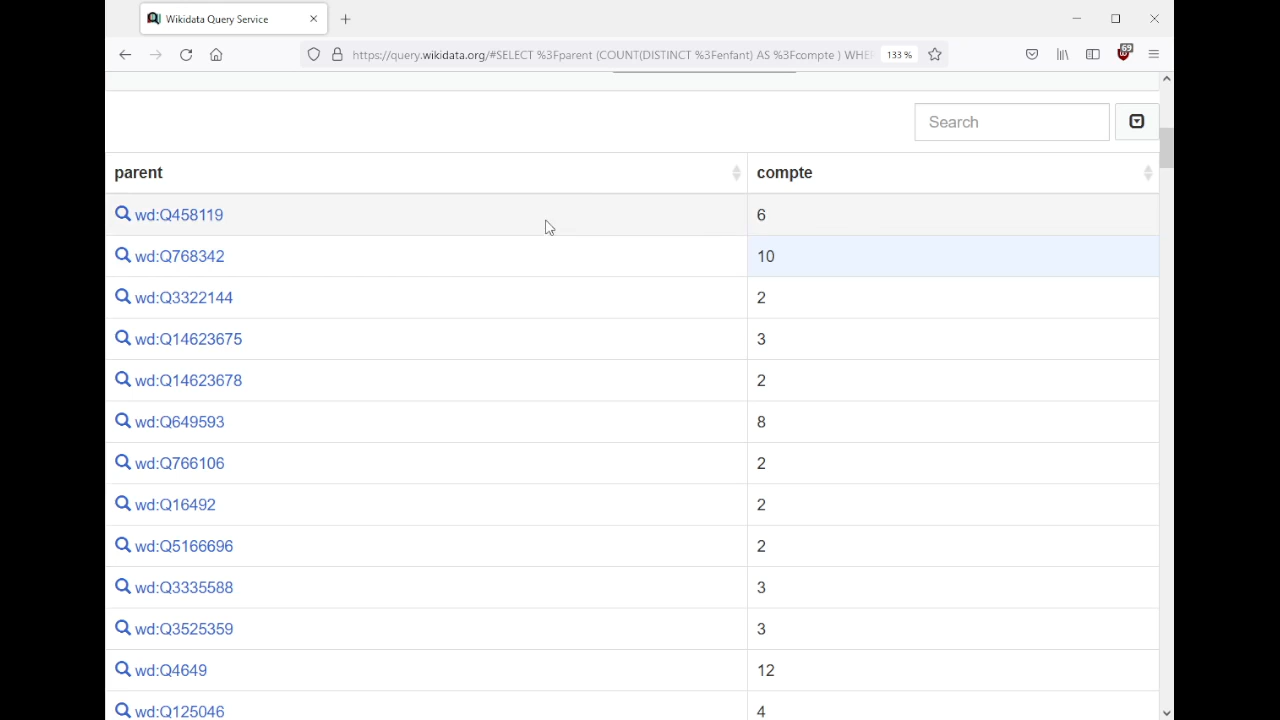 Wikidata Query Service
https://query.wikidata.org/#SELECT %3Fparent (COUNT(DISTINCT %3Fenfant) AS %3Fcompte ) WHE
133 %
69
Search
parent compte
wd:Q458119 6
wd:Q768342 10
wd:Q3322144 2
wd:Q14623675 3
wd:Q14623678 2
wd:Q649593 8
wd:Q766106 2
wd:Q16492 2
wd:Q5166696 2
wd:Q3335588 3
wd:Q3525359 3
wd:Q4649 12
wd:Q125046 4